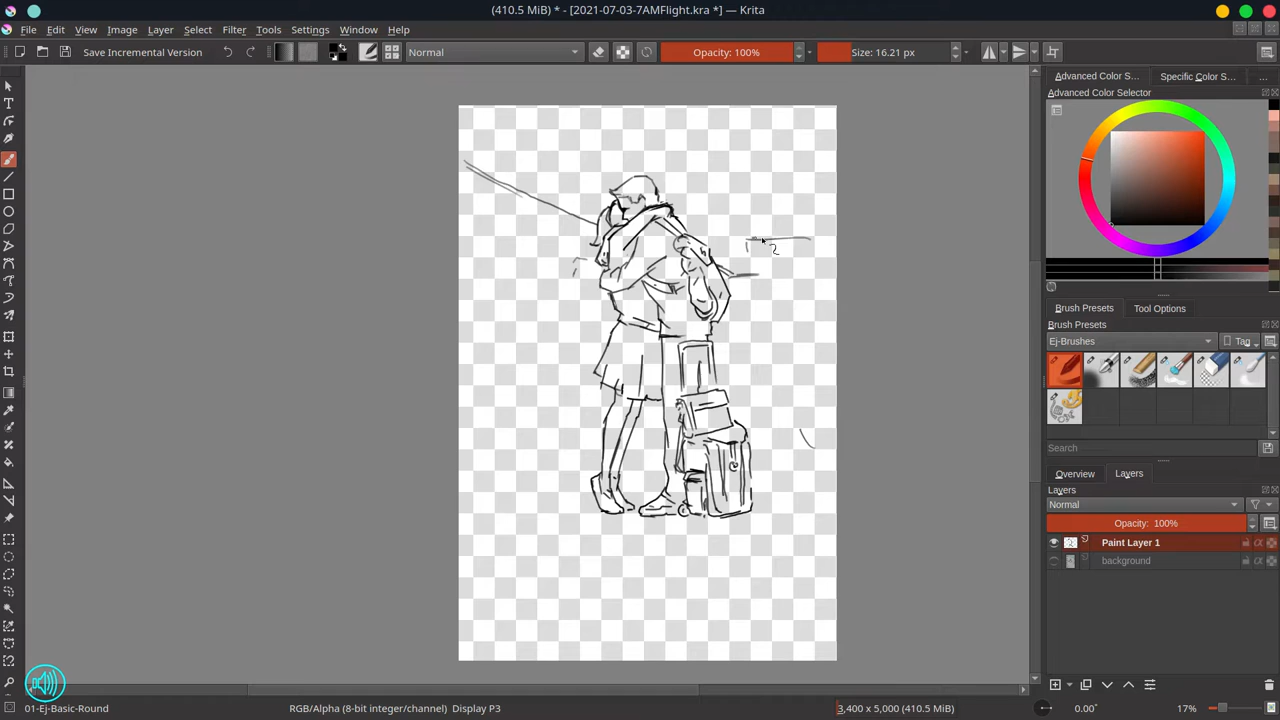 (410.5 MiB) * - [2021-07-03-7AMFlight.kra *] — Krita
File Edit View Image Layer Select Filter Tools Settings Window Help
Save Incremental Version Normal Opacity: 100% Size: 16.21 px
Advanced Color S... Specific Color S... ...
Advanced Color Selector
Brush Presets Tool Options
Brush Presets
Ej-Brushes Tag
Search
Overview Layers
Layers
Normal
Opacity: 100%
Paint Layer 1
background
01-Ej-Basic-Round RGB/Alpha (8-bit integer/channel) Display P3 3,400 x 5,000 (410.5 MiB) 0.00° 17%